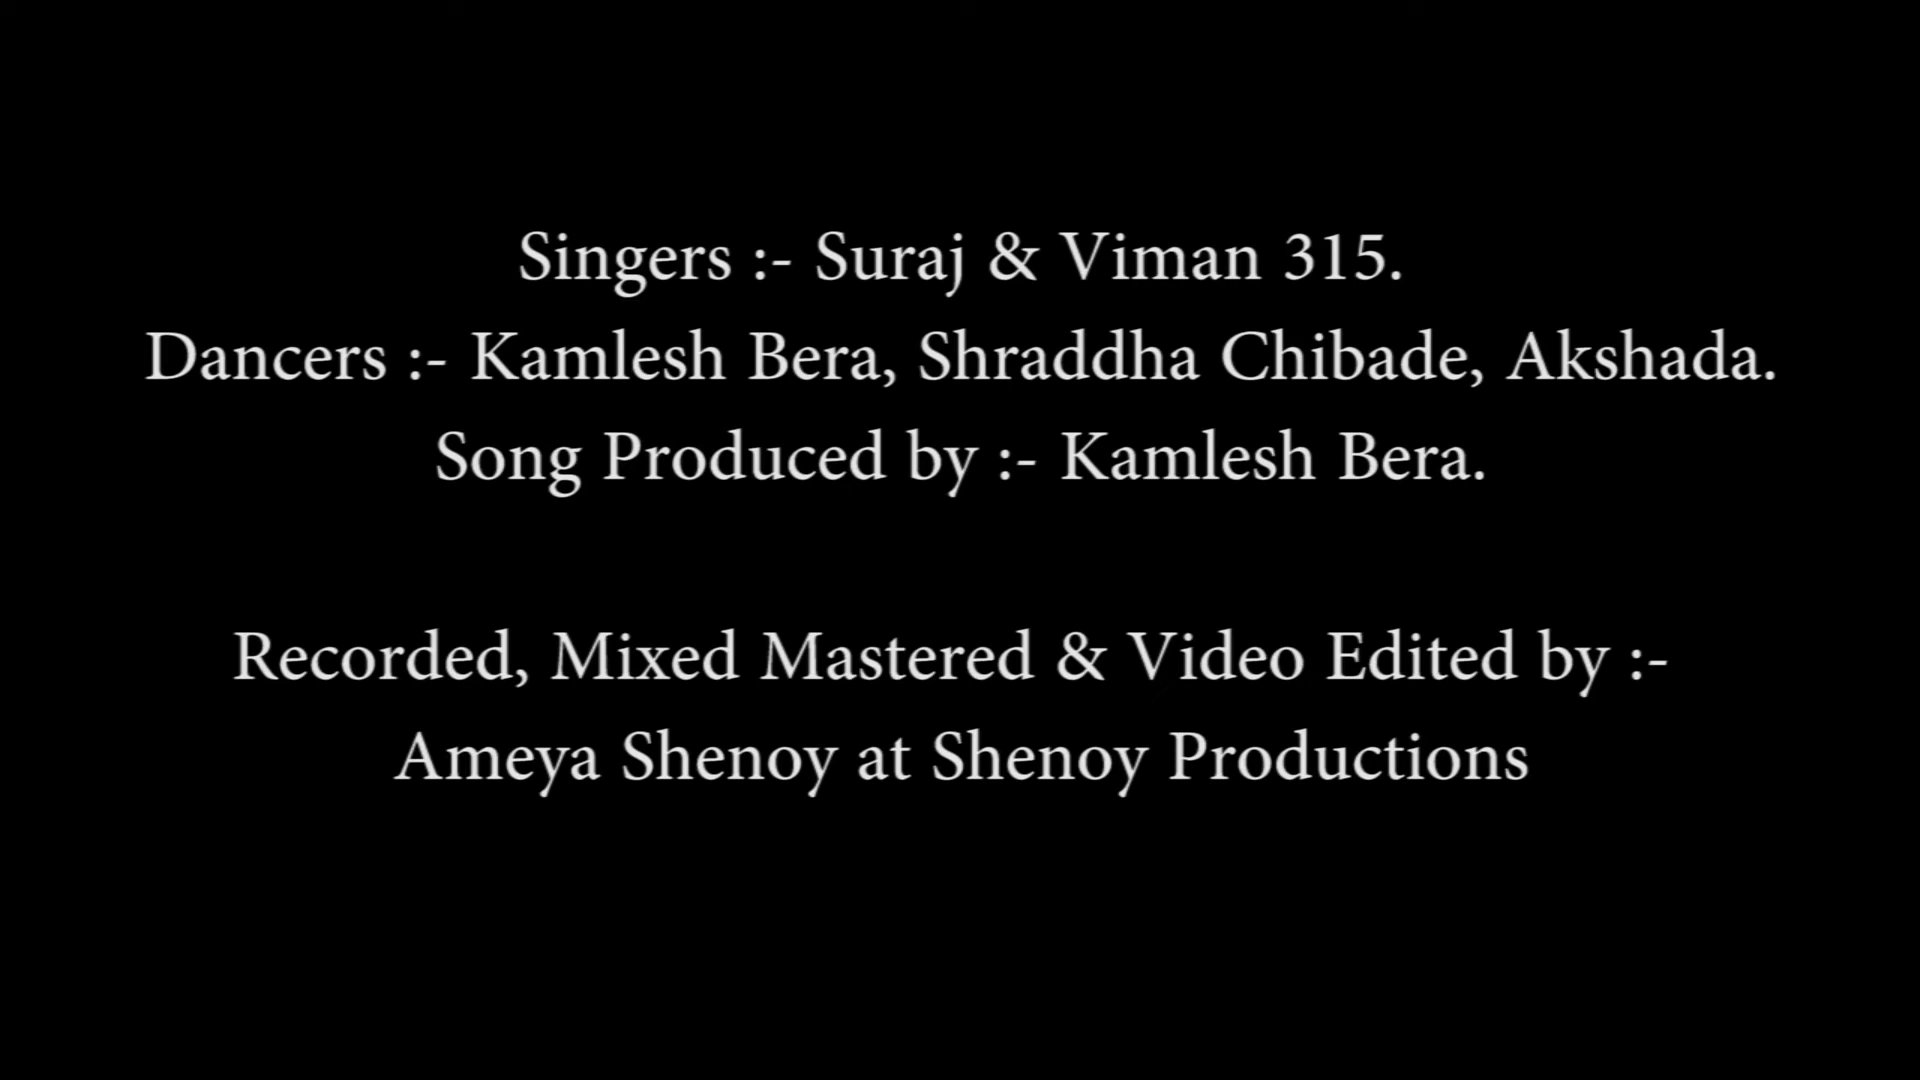 Singers :- Suraj & Viman 315.
Dancers :- Kamlesh Bera, Shraddha Chibade, Akshada.
Song Produced by :- Kamlesh Bera.
Recorded, Mixed Mastered & Video Edited by :-
Ameya Shenoy at Shenoy Productions